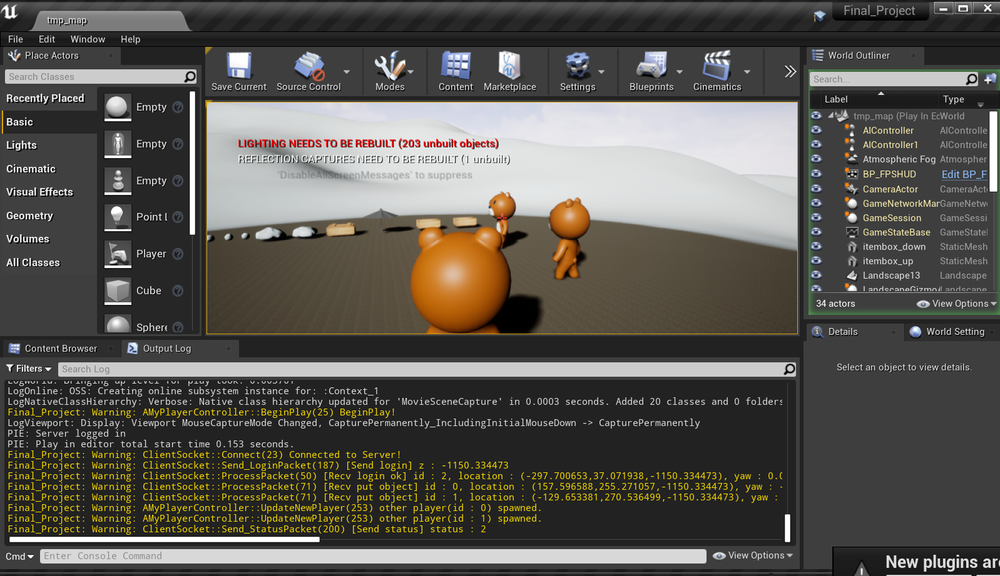 tmp_map
Final_Project
File Edit Window Help
Place Actors
Search Classes
Recently Placed
Basic
Lights
Cinematic
Visual Effects
Geometry
Volumes
All Classes
Empty
Empty
Empty
Point L
Player
Cube
Sphere
Save Current
Source Control
Modes
Content
Marketplace
Settings
Blueprints
Cinematics
LIGHTING NEEDS TO BE REBUILT (203 unbuilt objects)
REFLECTION CAPTURES NEED TO BE REBUILT (1 unbuilt)
'DisableAllScreenMessages' to suppress
World Outliner
Search...
Label Type
tmp_map (Play In Ec World
AIController AIControlle
AIController1 AIControlle
Atmospheric Fog Atmospher
BP_FPSHUD Edit BP_F
CameraActor CameraAct
GameNetworkMar GameNetw
GameSession GameSessi
GameStateBase GameStatel
itembox_down StaticMesh
itembox_up StaticMesh
Landscape13 Landscape
LandscapeGizmoA Landscape
34 actors
View Options
Details
World Setting
Select an object to view details.
Content Browser
Output Log
Filters
Search Log
LogWorld: Bringing up level for play took: 0.003701
LogOnline: OSS: Creating online subsystem instance for: :Context_1
LogNativeClassHierarchy: Verbose: Native class hierarchy updated for 'MovieSceneCapture' in 0.0003 seconds. Added 20 classes and 0 folders
Final_Project: Warning: AMyPlayerController::BeginPlay(25) BeginPlay!
LogViewport: Display: Viewport MouseCaptureMode Changed, CapturePermanently_IncludingInitialMouseDown -> CapturePermanently
PIE: Server logged in
PIE: Play in editor total start time 0.153 seconds.
Final_Project: Warning: ClientSocket::Connect(23) Connected to Server!
Final_Project: Warning: ClientSocket::Send_LoginPacket(187) [Send login] z : -1150.334473
Final_Project: Warning: ClientSocket::ProcessPacket(50) [Recv login ok] id : 2, location : (-297.700653,37.071938,-1150.334473), yaw : 0.0
Final_Project: Warning: ClientSocket::ProcessPacket(71) [Recv put object] id : 0, location : (157.596588,255.271057,-1150.334473), yaw : -
Final_Project: Warning: ClientSocket::ProcessPacket(71) [Recv put object] id : 1, location : (-129.653381,270.536499,-1150.334473), yaw :
Final_Project: Warning: AMyPlayerController::UpdateNewPlayer(253) other player(id : 0) spawned.
Final_Project: Warning: AMyPlayerController::UpdateNewPlayer(253) other player(id : 1) spawned.
Final_Project: Warning: ClientSocket::Send_StatusPacket(200) [Send status] status : 2
Cmd
Enter Console Command
View Options
New plugins are